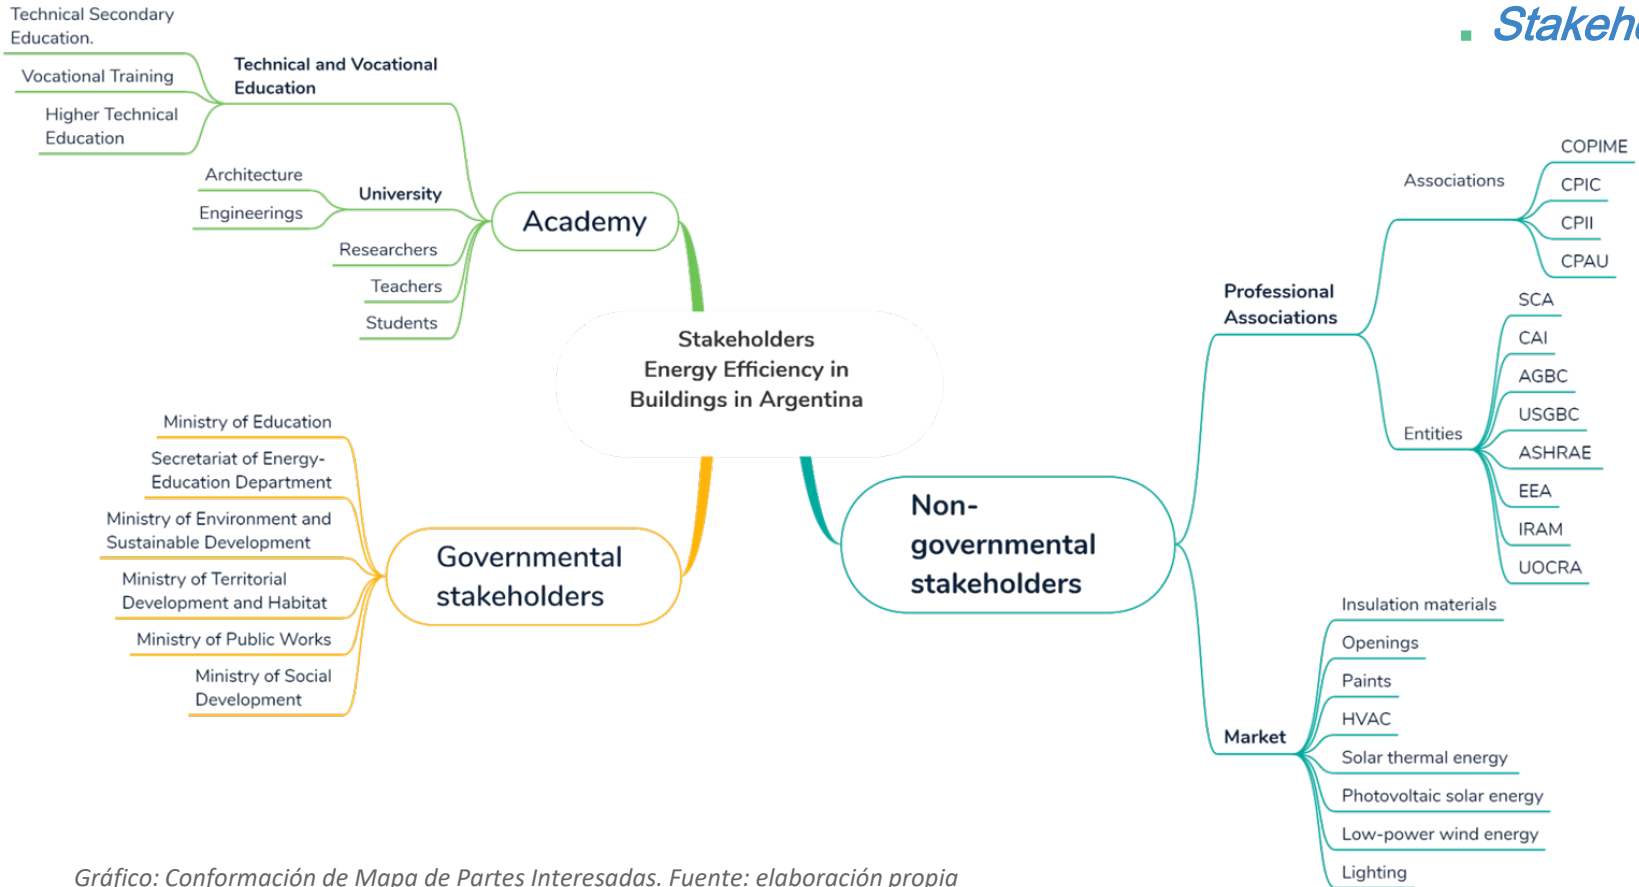 Stakeho
Technical Secondary
Education.
Vocational Training
Higher Technical
Education
Technical and Vocational
Education
Architecture
Engineerings
University
Researchers
Teachers
Students
Academy
Stakeholders
Energy Efficiency in
Buildings in Argentina
Ministry of Education
Secretariat of Energy-
Education Department
Ministry of Environment and
Sustainable Development
Ministry of Territorial
Development and Habitat
Ministry of Public Works
Ministry of Social
Development
Governmental
stakeholders
Non-
governmental
stakeholders
Professional
Associations
Associations
COPIME
CPIC
CPII
CPAU
Entities
SCA
CAI
AGBC
USGBC
ASHRAE
EEA
IRAM
UOCRA
Market
Insulation materials
Openings
Paints
HVAC
Solar thermal energy
Photovoltaic solar energy
Low-power wind energy
Lighting
Gráfico: Conformación de Mapa de Partes Interesadas. Fuente: elaboración propia